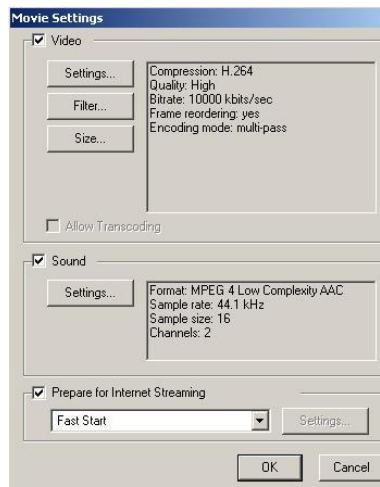 Movie Settings
Video
Settings...
Filter...
Size...
Compression: H.264
Quality: High
Bitrate: 10000 kbits/sec
Frame reordering: yes
Encoding mode: multi-pass
Allow Transcoding
Sound
Settings...
Format: MPEG 4 Low Complexity AAC
Sample rate: 44.1 kHz
Sample size: 16
Channels: 2
Prepare for Internet Streaming
Fast Start
Settings...
OK
Cancel